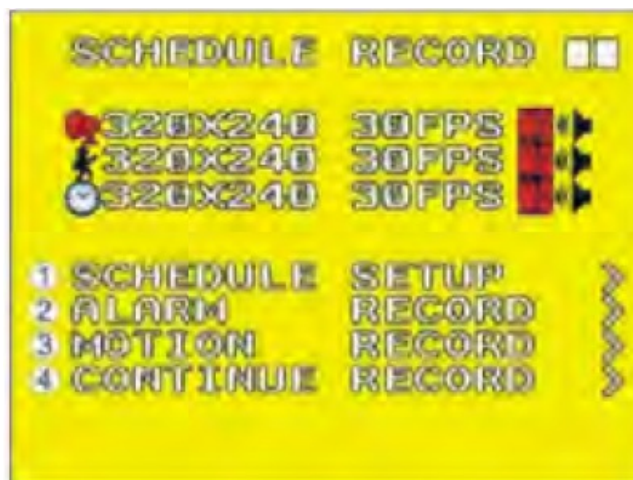 SCHEDULE RECORD
320X240 30FPS
320X240 30FPS
320X240 30FPS
1 SCHEDULE SETUP >
2 ALARM RECORD >
3 MOTION RECORD >
4 CONTINUE RECORD >